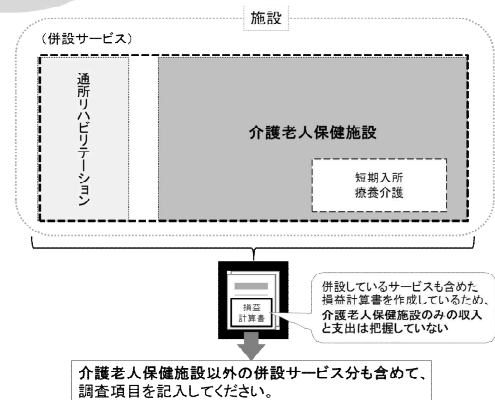 施設
（併設サービス）
通所リハビリテーション
介護老人保健施設
短期入所
療養介護
損益
計算書
併設しているサービスも含めた
損益計算書を作成しているため、
介護老人保健施設のみの収入
と支出は把握していない
介護老人保健施設以外の併設サービス分も含めて、
調査項目を記入してください。